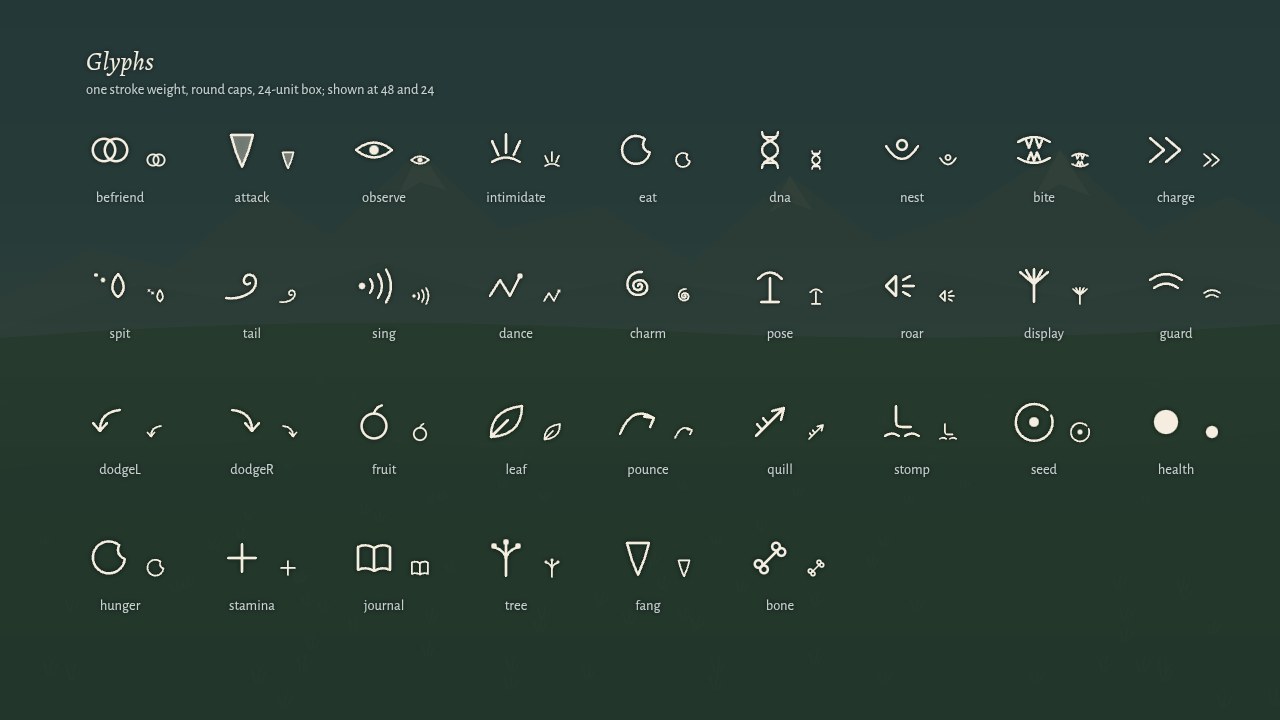 Glyphs
one stroke weight, round caps, 24-unit box; shown at 48 and 24
befriend attack observe intimidate eat dna nest bite charge
spit tail sing dance charm pose roar display guard
dodgeL dodgeR fruit leaf pounce quill stomp seed health
hunger stamina journal tree fang bone